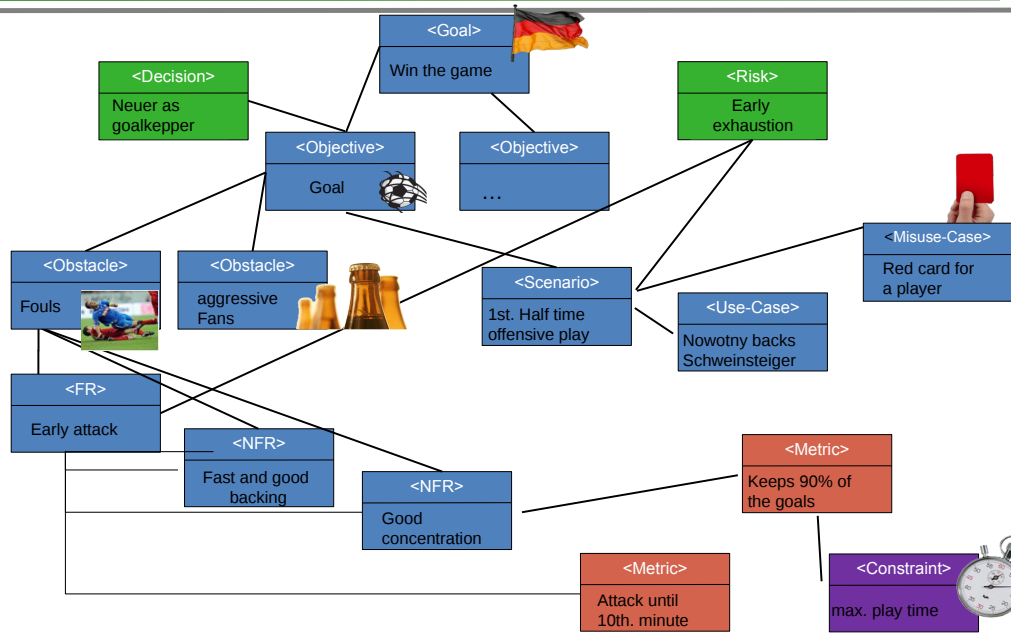 <Goal>
Win the game
<Decision>
Neuer as
goalkepper
<Risk>
Early
exhaustion
<Objective>
Goal
<Objective>
...
<Misuse-Case>
Red card for
a player
<Obstacle>
Fouls
<Obstacle>
aggressive
Fans
<Scenario>
1st. Half time
offensive play
<Use-Case>
Nowotny backs
Schweinsteiger
<FR>
Early attack
<NFR>
Fast and good
backing
<NFR>
Good
concentration
<Metric>
Keeps 90% of
the goals
<Metric>
Attack until
10th. minute
<Constraint>
max. play time